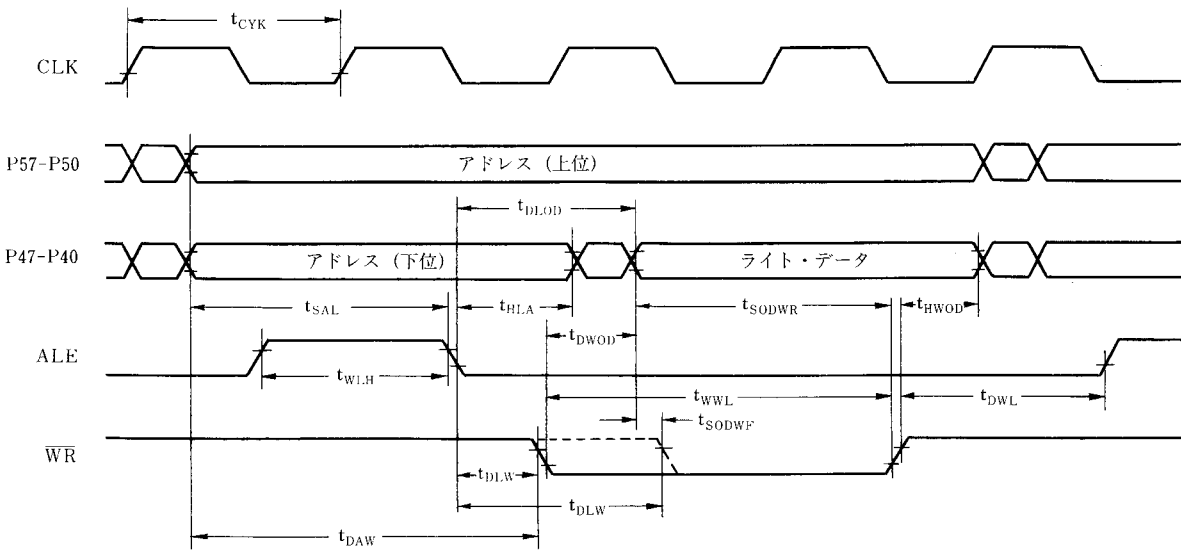 tCYK
CLK
P57-P50
アドレス (上位)
tDLOD
P47-P40
アドレス (下位)
ライト・データ
tSAL
tHLA
tSODWR
tHWOD
tDWOD
ALE
tWLH
tWWL
tDWL
tSODWF
WR
tDLW
tDLW
tDAW